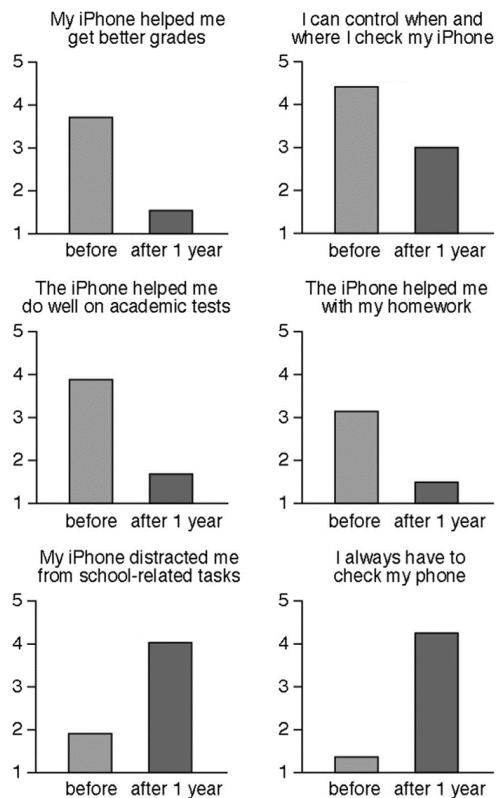 My iPhone helped me
get better grades
5
4
3
2
1
before after 1 year
I can control when and
where I check my iPhone
5
4
3
2
1
before after 1 year
The iPhone helped me
do well on academic tests
5
4
3
2
1
before after 1 year
The iPhone helped me
with my homework
5
4
3
2
1
before after 1 year
My iPhone distracted me
from school-related tasks
5
4
3
2
1
before after 1 year
I always have to
check my phone
5
4
3
2
1
before after 1 year